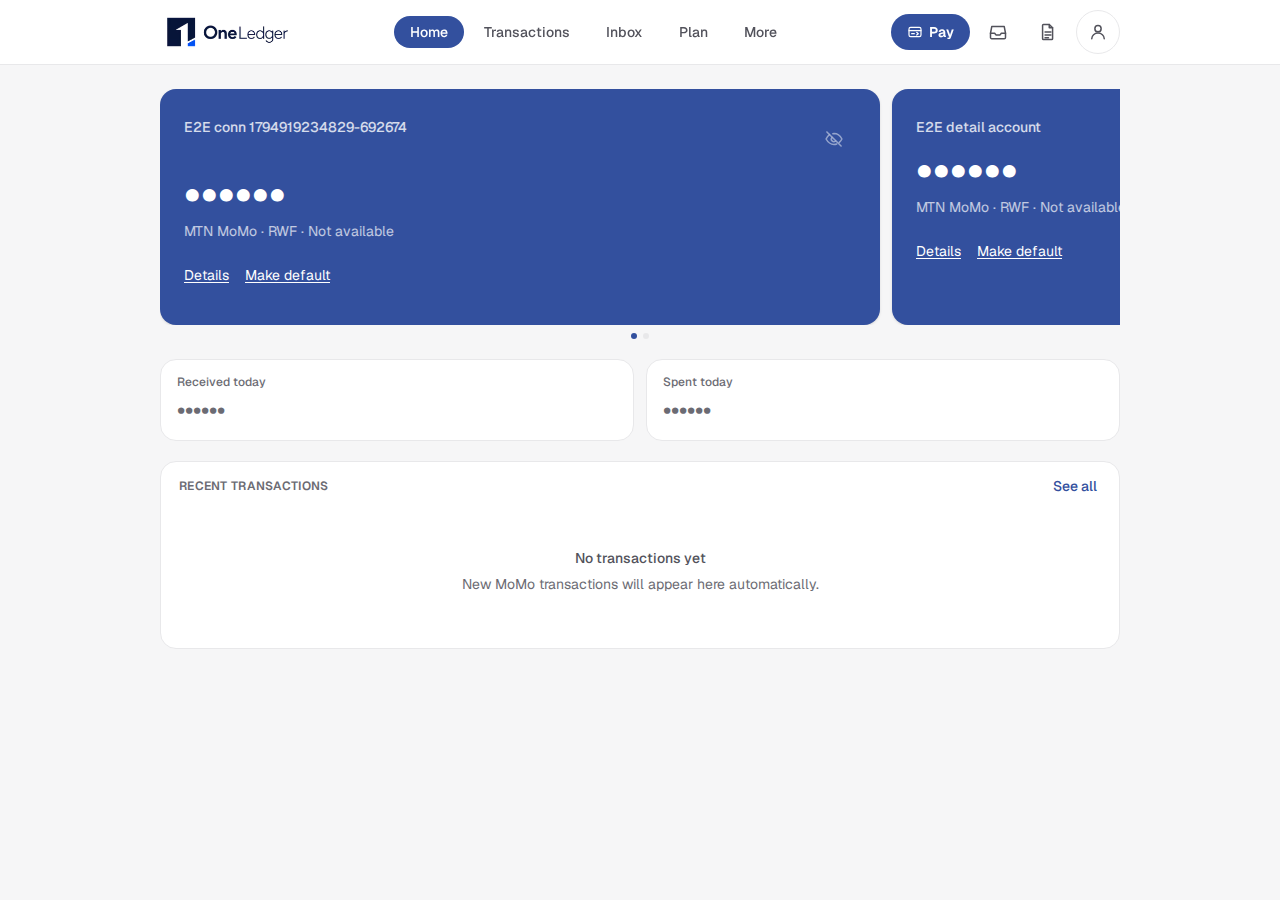 OneLedger
Home
Transactions
Inbox
Plan
More
Pay
E2E conn 1794919234829-692674
●●●●●●
MTN MoMo · RWF · Not available
Details
Make default
E2E detail account
●●●●●●
MTN MoMo · RWF · Not available
Details
Make default
Received today
●●●●●●
Spent today
●●●●●●
RECENT TRANSACTIONS
See all
No transactions yet
New MoMo transactions will appear here automatically.